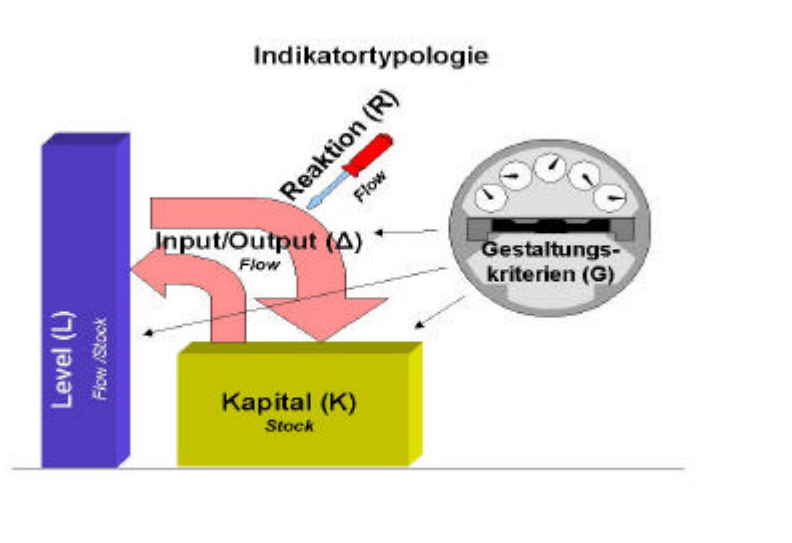 Indikatortypologie
Reaktion (R)
Flow
Input/Output (Δ)
Flow
Gestaltungs-
kriterien (G)
Level (L)
Flow /Stock
Kapital (K)
Stock